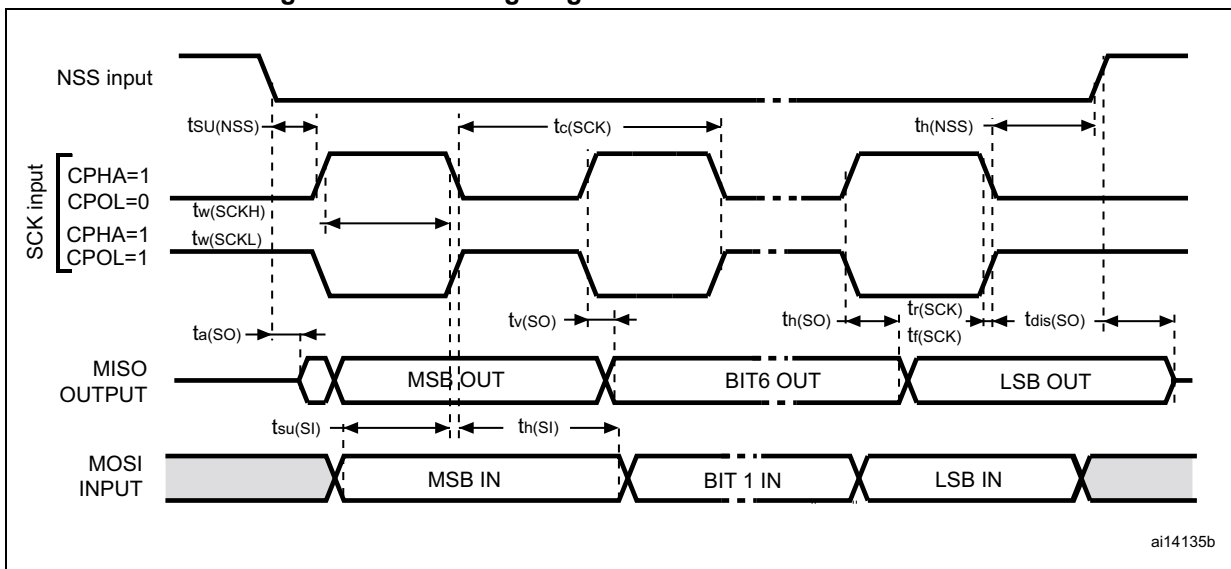 NSS input
tSU(NSS)
tc(SCK)
th(NSS)
SCK input
CPHA=1
CPOL=0
tw(SCKH)
CPHA=1
tw(SCKL)
CPOL=1
ta(SO)
tv(SO)
th(SO)
tr(SCK)
tf(SCK)
tdis(SO)
MISO
OUTPUT
MSB OUT
BIT6 OUT
LSB OUT
tsu(SI)
th(SI)
MOSI
INPUT
MSB IN
BIT 1 IN
LSB IN
ai14135b